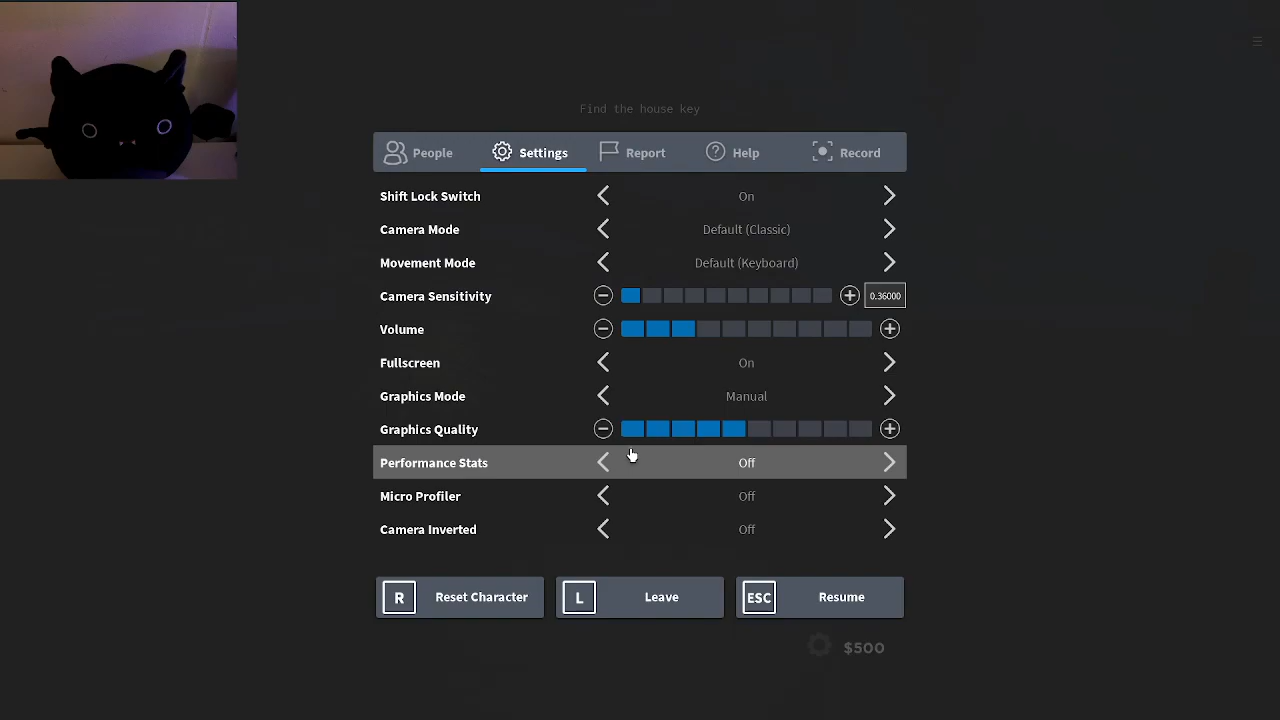 Find the house key
People Settings Report Help Record
Shift Lock Switch On
Camera Mode Default (Classic)
Movement Mode Default (Keyboard)
Camera Sensitivity 0.36000
Volume
Fullscreen On
Graphics Mode Manual
Graphics Quality
Performance Stats Off
Micro Profiler Off
Camera Inverted Off
R Reset Character L Leave ESC Resume
$500